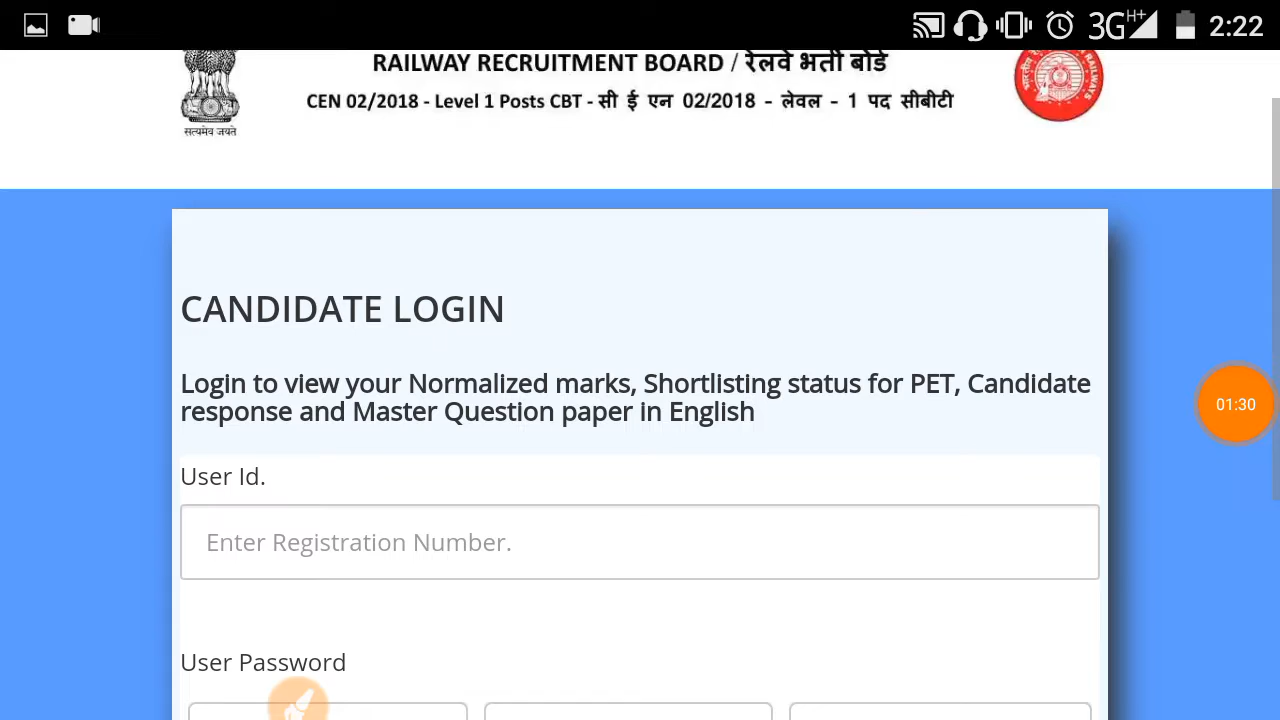 3G H+ 2:22
RAILWAY RECRUITMENT BOARD / रेलवे भर्ती बोर्ड
CEN 02/2018 - Level 1 Posts CBT - सी ई एन 02/2018 - लेवल - 1 पद सीबीटी
सत्यमेव जयते
CANDIDATE LOGIN
Login to view your Normalized marks, Shortlisting status for PET, Candidate
response and Master Question paper in English
01:30
User Id.
Enter Registration Number.
User Password